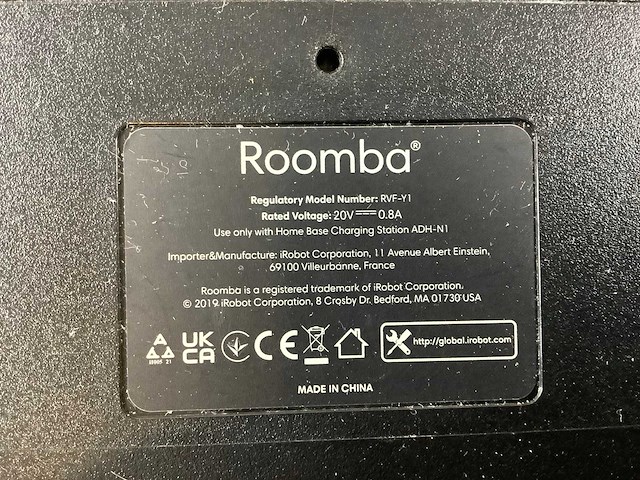 Roomba®
Regulatory Model Number: RVF-Y1
Rated Voltage: 20V⎓0.8A
Use only with Home Base Charging Station ADH-N1
Importer&Manufacture: iRobot Corporation, 11 Avenue Albert Einstein,
69100 Villeurbanne, France
Roomba is a registered trademark of iRobot Corporation.
© 2019 iRobot Corporation, 8 Crosby Dr. Bedford, MA 01730 USA
UK
CA
CE
http://global.irobot.com
MADE IN CHINA